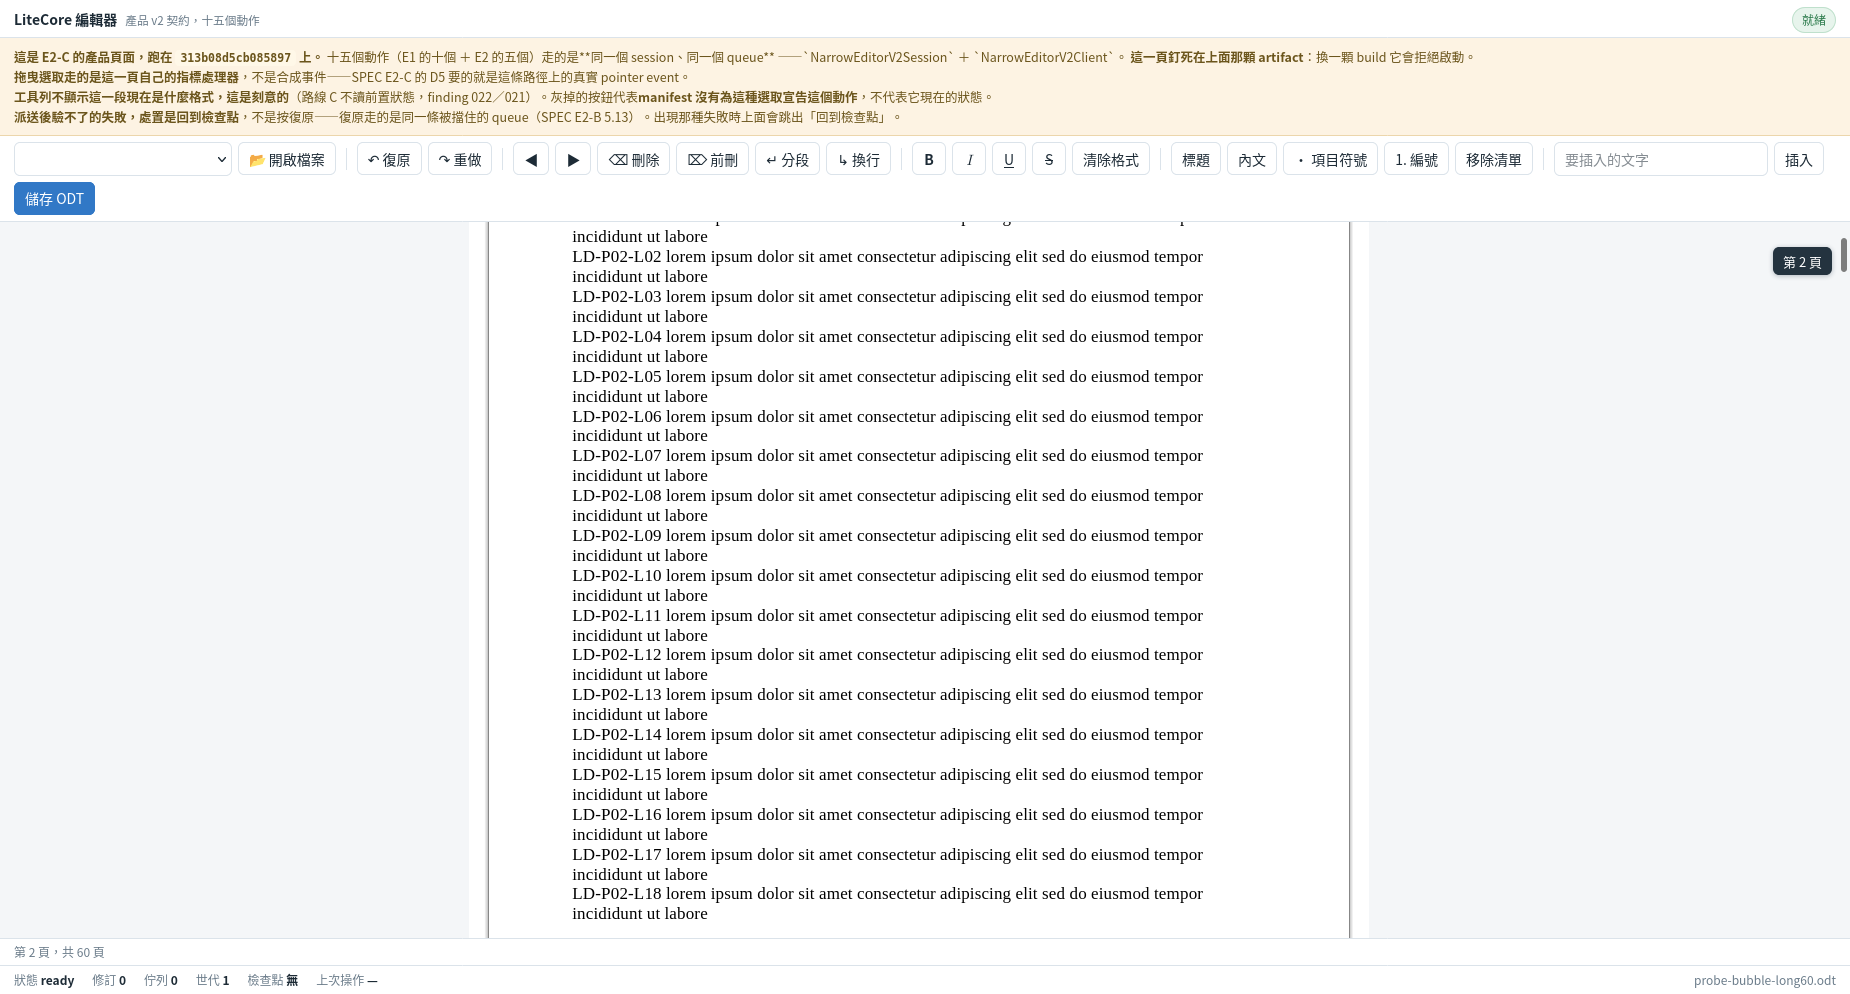 LiteCore 編輯器 產品 v2 契約，十五個動作 就緒
這是 E2-C 的產品頁面，跑在 313b08d5cb085897 上。 十五個動作（E1 的十個 ＋ E2 的五個）走的是**同一個 session、同一個 queue** ——`NarrowEditorV2Session` ＋ `NarrowEditorV2Client`。 這一頁釘死在上面那顆 artifact：換一顆 build 它會拒絕啟動。
拖曳選取走的是這一頁自己的指標處理器，不是合成事件——SPEC E2-C 的 D5 要的就是這條路徑上的真實 pointer event。
工具列不顯示這一段現在是什麼格式，這是刻意的（路線 C 不讀前置狀態，finding 022／021）。灰掉的按鈕代表manifest 沒有為這種選取宣告這個動作，不代表它現在的狀態。
派送後驗不了的失敗，處置是回到檢查點，不是按復原——復原走的是同一條被擋住的 queue（SPEC E2-B 5.13）。出現那種失敗時上面會跳出「回到檢查點」。
📂 開啟檔案 ↶ 復原 ↷ 重做 ◀ ▶ ⌫ 刪除 ⌦ 前刪 ↵ 分段 ↳ 換行 B I U S 清除格式 標題 內文 • 項目符號 1. 編號 移除清單 要插入的文字 插入
儲存 ODT
incididunt ut labore
LD-P02-L02 lorem ipsum dolor sit amet consectetur adipiscing elit sed do eiusmod tempor
incididunt ut labore
LD-P02-L03 lorem ipsum dolor sit amet consectetur adipiscing elit sed do eiusmod tempor
incididunt ut labore
LD-P02-L04 lorem ipsum dolor sit amet consectetur adipiscing elit sed do eiusmod tempor
incididunt ut labore
LD-P02-L05 lorem ipsum dolor sit amet consectetur adipiscing elit sed do eiusmod tempor
incididunt ut labore
LD-P02-L06 lorem ipsum dolor sit amet consectetur adipiscing elit sed do eiusmod tempor
incididunt ut labore
LD-P02-L07 lorem ipsum dolor sit amet consectetur adipiscing elit sed do eiusmod tempor
incididunt ut labore
LD-P02-L08 lorem ipsum dolor sit amet consectetur adipiscing elit sed do eiusmod tempor
incididunt ut labore
LD-P02-L09 lorem ipsum dolor sit amet consectetur adipiscing elit sed do eiusmod tempor
incididunt ut labore
LD-P02-L10 lorem ipsum dolor sit amet consectetur adipiscing elit sed do eiusmod tempor
incididunt ut labore
LD-P02-L11 lorem ipsum dolor sit amet consectetur adipiscing elit sed do eiusmod tempor
incididunt ut labore
LD-P02-L12 lorem ipsum dolor sit amet consectetur adipiscing elit sed do eiusmod tempor
incididunt ut labore
LD-P02-L13 lorem ipsum dolor sit amet consectetur adipiscing elit sed do eiusmod tempor
incididunt ut labore
LD-P02-L14 lorem ipsum dolor sit amet consectetur adipiscing elit sed do eiusmod tempor
incididunt ut labore
LD-P02-L15 lorem ipsum dolor sit amet consectetur adipiscing elit sed do eiusmod tempor
incididunt ut labore
LD-P02-L16 lorem ipsum dolor sit amet consectetur adipiscing elit sed do eiusmod tempor
incididunt ut labore
LD-P02-L17 lorem ipsum dolor sit amet consectetur adipiscing elit sed do eiusmod tempor
incididunt ut labore
LD-P02-L18 lorem ipsum dolor sit amet consectetur adipiscing elit sed do eiusmod tempor
incididunt ut labore
第 2 頁
第 2 頁，共 60 頁
狀態 ready 修訂 0 佇列 0 世代 1 檢查點 無 上次操作 — probe-bubble-long60.odt